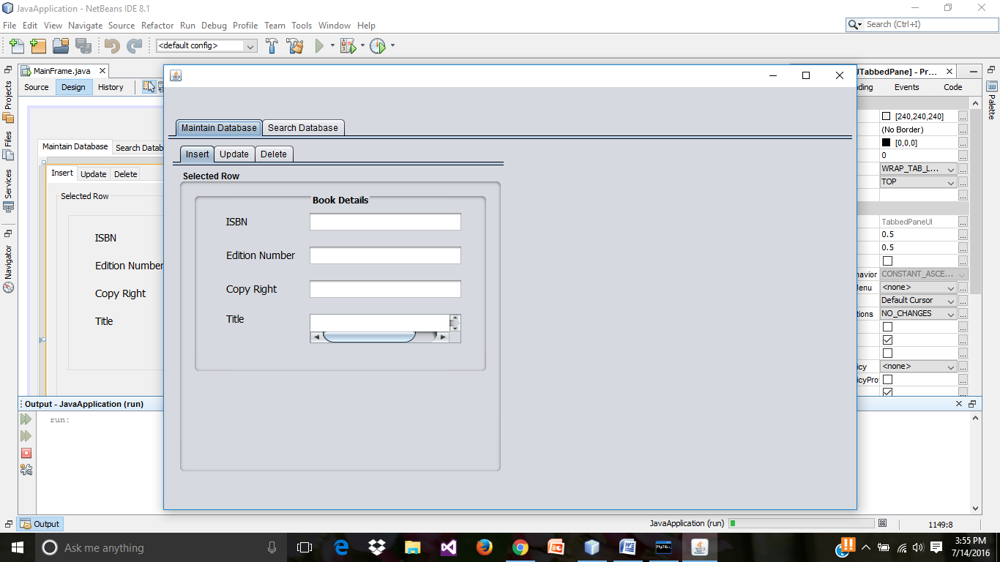 JavaApplication - NetBeans IDE 8.1
File Edit View Navigate Source Refactor Run Debug Profile Team Tools Window Help
Search (Ctrl+I)
<default config>
MainFrame.java
JTabbedPane] - Pr...
Source Design History
Events Code
Projects
Files
Services
Navigator
Palette
Maintain Database Search Datab
Insert Update Delete
Selected Row
ISBN
Edition Number
Copy Right
Title
Maintain Database Search Database
Insert Update Delete
Selected Row
Book Details
ISBN
Edition Number
Copy Right
Title
[240,240,240] ...
(No Border) ...
[0,0,0] ...
0 ...
WRAP_TAB_L... ...
TOP ...
...
TabbedPaneUI ...
0.5 ...
0.5 ...
...
havior CONSTANT_ASCE... ...
Menu <none> ...
Default Cursor ...
tions NO_CHANGES ...
...
...
...
icy <none> ...
icyPro ...
...
Output - JavaApplication (run)
run:
Output
JavaApplication (run)
1149:8
Ask me anything
MySQL
3:55 PM
7/14/2016